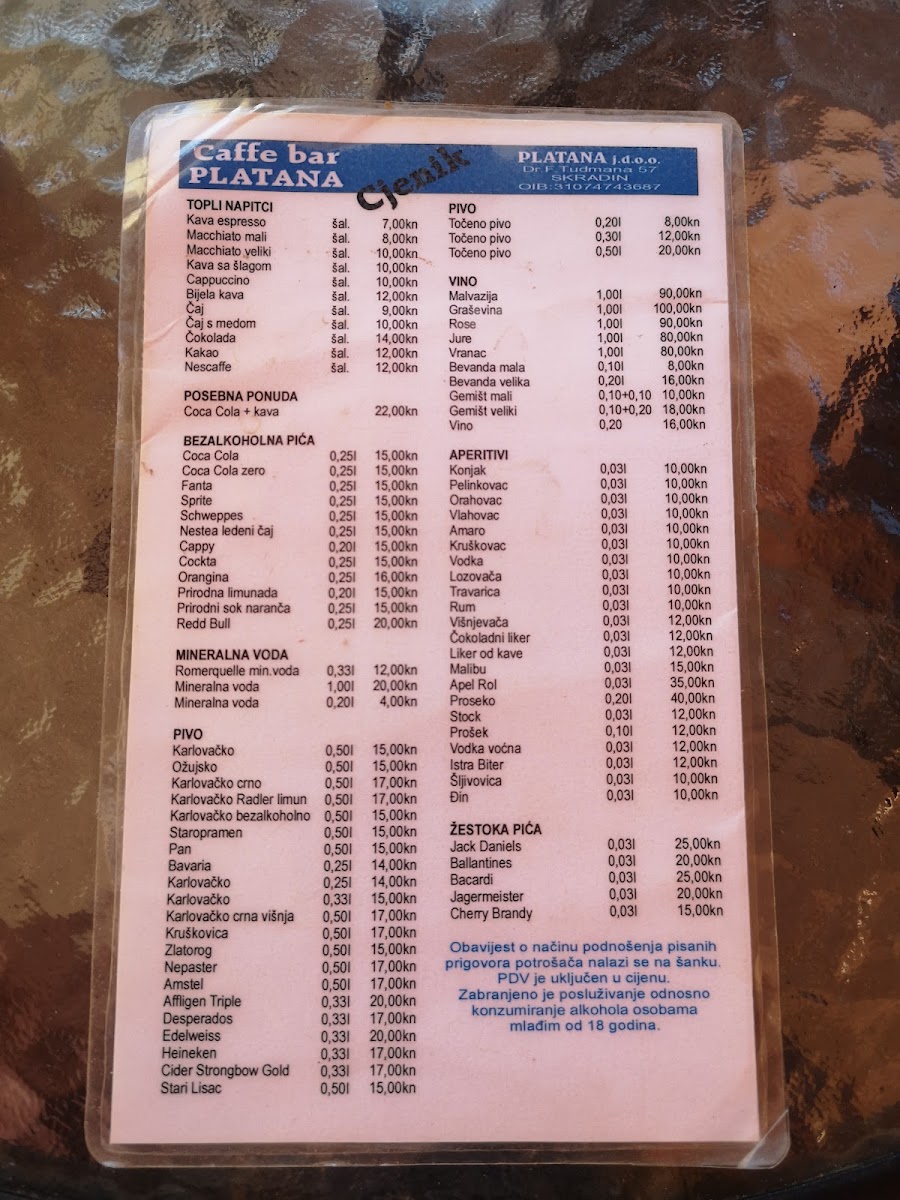 Caffe bar
PLATANA
Cjenik
PLATANA j.d.o.o.
Dr F. Tuđmana 57
SKRADIN
OIB:31074743687
TOPLI NAPITCI
Kava espresso šal. 7,00kn
Macchiato mali šal. 8,00kn
Macchiato veliki šal. 10,00kn
Kava sa šlagom šal. 10,00kn
Cappuccino šal. 10,00kn
Bijela kava šal. 12,00kn
Čaj šal. 9,00kn
Čaj s medom šal. 10,00kn
Čokolada šal. 14,00kn
Kakao šal. 12,00kn
Nescaffe šal. 12,00kn
POSEBNA PONUDA
Coca Cola + kava 22,00kn
BEZALKOHOLNA PIĆA
Coca Cola 0,25l 15,00kn
Coca Cola zero 0,25l 15,00kn
Fanta 0,25l 15,00kn
Sprite 0,25l 15,00kn
Schweppes 0,25l 15,00kn
Nestea ledeni čaj 0,25l 15,00kn
Cappy 0,20l 15,00kn
Cockta 0,25l 15,00kn
Orangina 0,25l 16,00kn
Prirodna limunada 0,20l 15,00kn
Prirodni sok naranča 0,25l 15,00kn
Redd Bull 0,25l 20,00kn
MINERALNA VODA
Romerquelle min.voda 0,33l 12,00kn
Mineralna voda 1,00l 20,00kn
Mineralna voda 0,20l 4,00kn
PIVO
Karlovačko 0,50l 15,00kn
Ožujsko 0,50l 15,00kn
Karlovačko crno 0,50l 17,00kn
Karlovačko Radler limun 0,50l 17,00kn
Karlovačko bezalkoholno 0,50l 15,00kn
Staropramen 0,50l 15,00kn
Pan 0,50l 15,00kn
Bavaria 0,25l 14,00kn
Karlovačko 0,25l 14,00kn
Karlovačko 0,33l 15,00kn
Karlovačko crna višnja 0,50l 17,00kn
Kruškovica 0,50l 17,00kn
Zlatorog 0,50l 15,00kn
Nepaster 0,50l 17,00kn
Amstel 0,50l 17,00kn
Affligen Triple 0,33l 20,00kn
Desperados 0,33l 17,00kn
Edelweiss 0,33l 20,00kn
Heineken 0,33l 17,00kn
Cider Strongbow Gold 0,33l 17,00kn
Stari Lisac 0,50l 15,00kn
PIVO
Točeno pivo 0,20l 8,00kn
Točeno pivo 0,30l 12,00kn
Točeno pivo 0,50l 20,00kn
VINO
Malvazija 1,00l 90,00kn
Graševina 1,00l 100,00kn
Rose 1,00l 90,00kn
Jure 1,00l 80,00kn
Vranac 1,00l 80,00kn
Bevanda mala 0,10l 8,00kn
Bevanda velika 0,20l 16,00kn
Gemišt mali 0,10+0,10 10,00kn
Gemišt veliki 0,10+0,20 18,00kn
Vino 0,20 16,00kn
APERITIVI
Konjak 0,03l 10,00kn
Pelinkovac 0,03l 10,00kn
Orahovac 0,03l 10,00kn
Vlahovac 0,03l 10,00kn
Amaro 0,03l 10,00kn
Kruškovac 0,03l 10,00kn
Vodka 0,03l 10,00kn
Lozovača 0,03l 10,00kn
Travarica 0,03l 10,00kn
Rum 0,03l 10,00kn
Višnjevača 0,03l 12,00kn
Čokoladni liker 0,03l 12,00kn
Liker od kave 0,03l 12,00kn
Malibu 0,03l 15,00kn
Apel Rol 0,03l 35,00kn
Proseko 0,20l 40,00kn
Stock 0,03l 12,00kn
Prošek 0,10l 12,00kn
Vodka voćna 0,03l 12,00kn
Istra Biter 0,03l 12,00kn
Šljivovica 0,03l 10,00kn
Đin 0,03l 10,00kn
ŽESTOKA PIĆA
Jack Daniels 0,03l 25,00kn
Ballantines 0,03l 20,00kn
Bacardi 0,03l 25,00kn
Jagermeister 0,03l 20,00kn
Cherry Brandy 0,03l 15,00kn
Obavijest o načinu podnošenja pisanih
prigovora potrošača nalazi se na šanku.
PDV je uključen u cijenu.
Zabranjeno je posluživanje odnosno
konzumiranje alkohola osobama
mlađim od 18 godina.